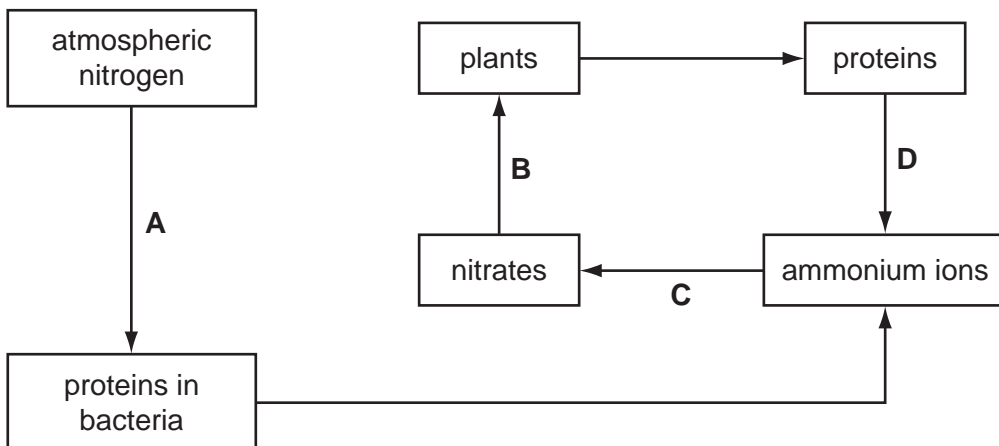 atmospheric
nitrogen
plants
proteins
A
B
D
nitrates
C
ammonium ions
proteins in
bacteria